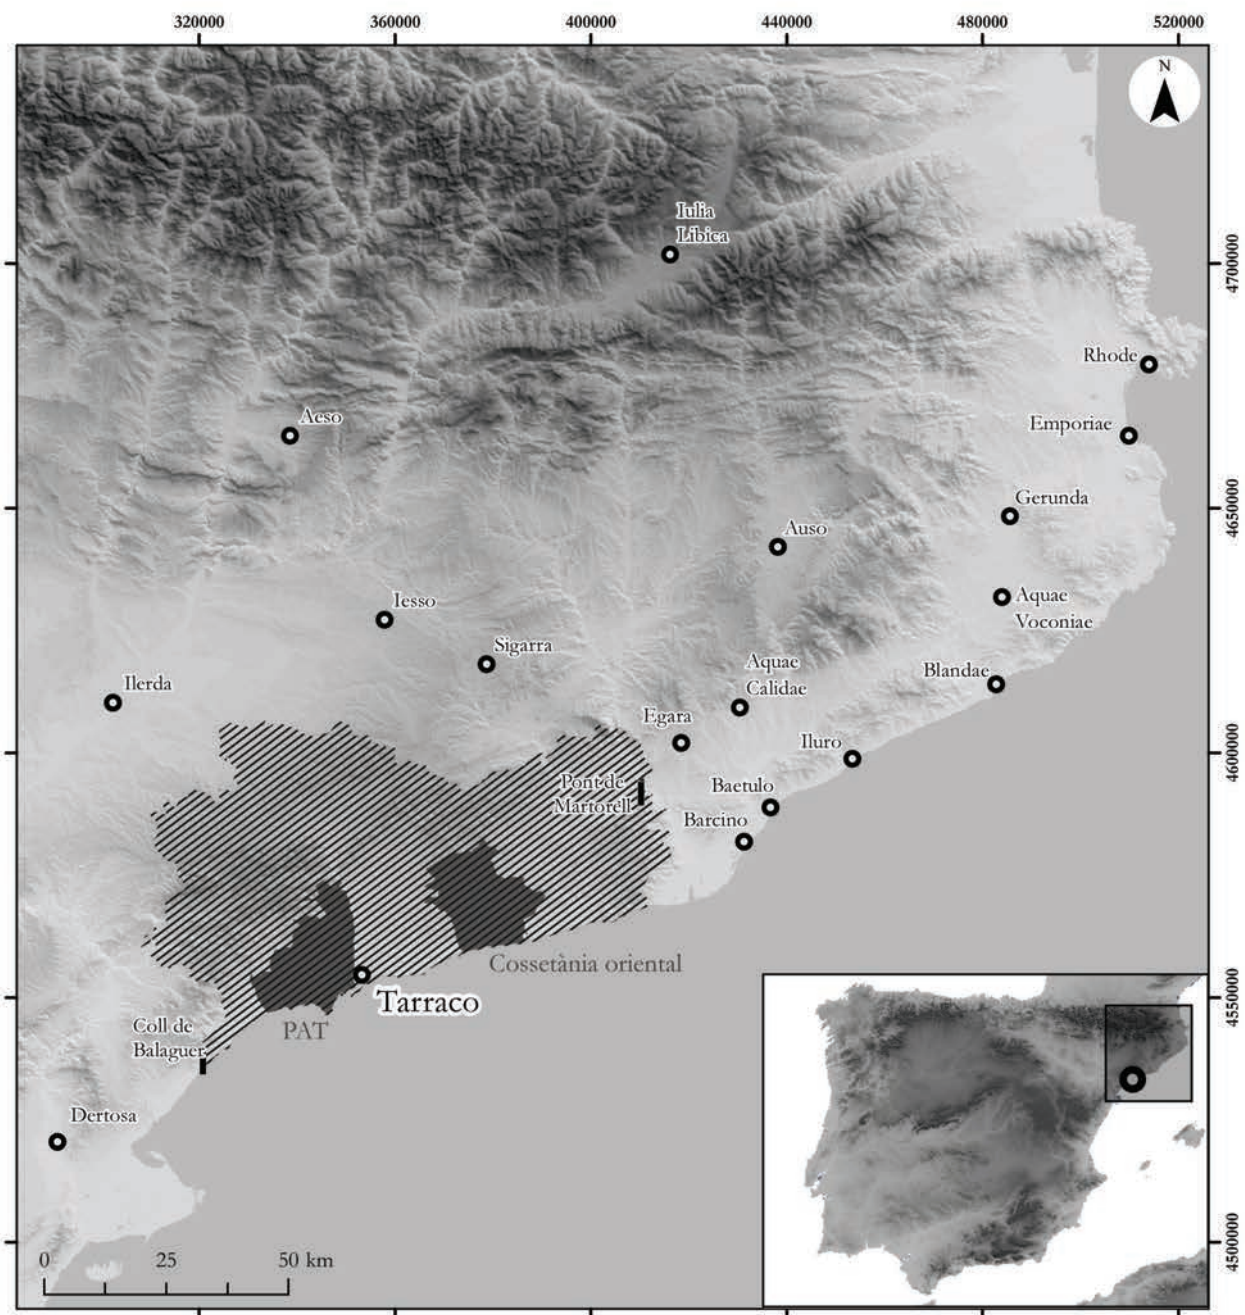 320000 360000 400000 440000 480000 520000
N
Iulia
Libica
4700000
Rhode
Aeso
Emporiae
Gerunda
4650000
Auso
Aquae
Voconiae
Iesso
Sigarra
Aquae
Calidae
Blandae
Ilerda
Egara
Iluro
4600000
Pont de
Martorell
Baetulo
Barcino
Cossetània oriental
Tarraco
4550000
PAT
Coll de
Balaguer
Dertosa
4500000
0 25 50 km